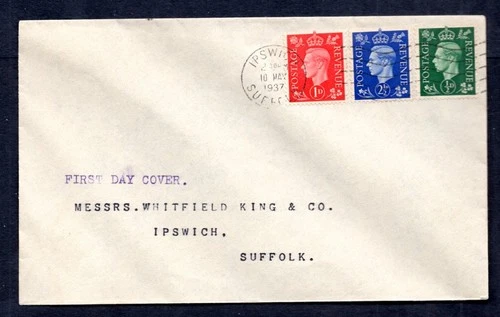 POSTAGE REVENUE 1D
POSTAGE REVENUE 2½D
POSTAGE REVENUE ½D
IPSWICH
10 MAY
1937
SUFFOLK
FIRST DAY COVER.
MESSRS. WHITFIELD KING & CO.
IPSWICH,
SUFFOLK.